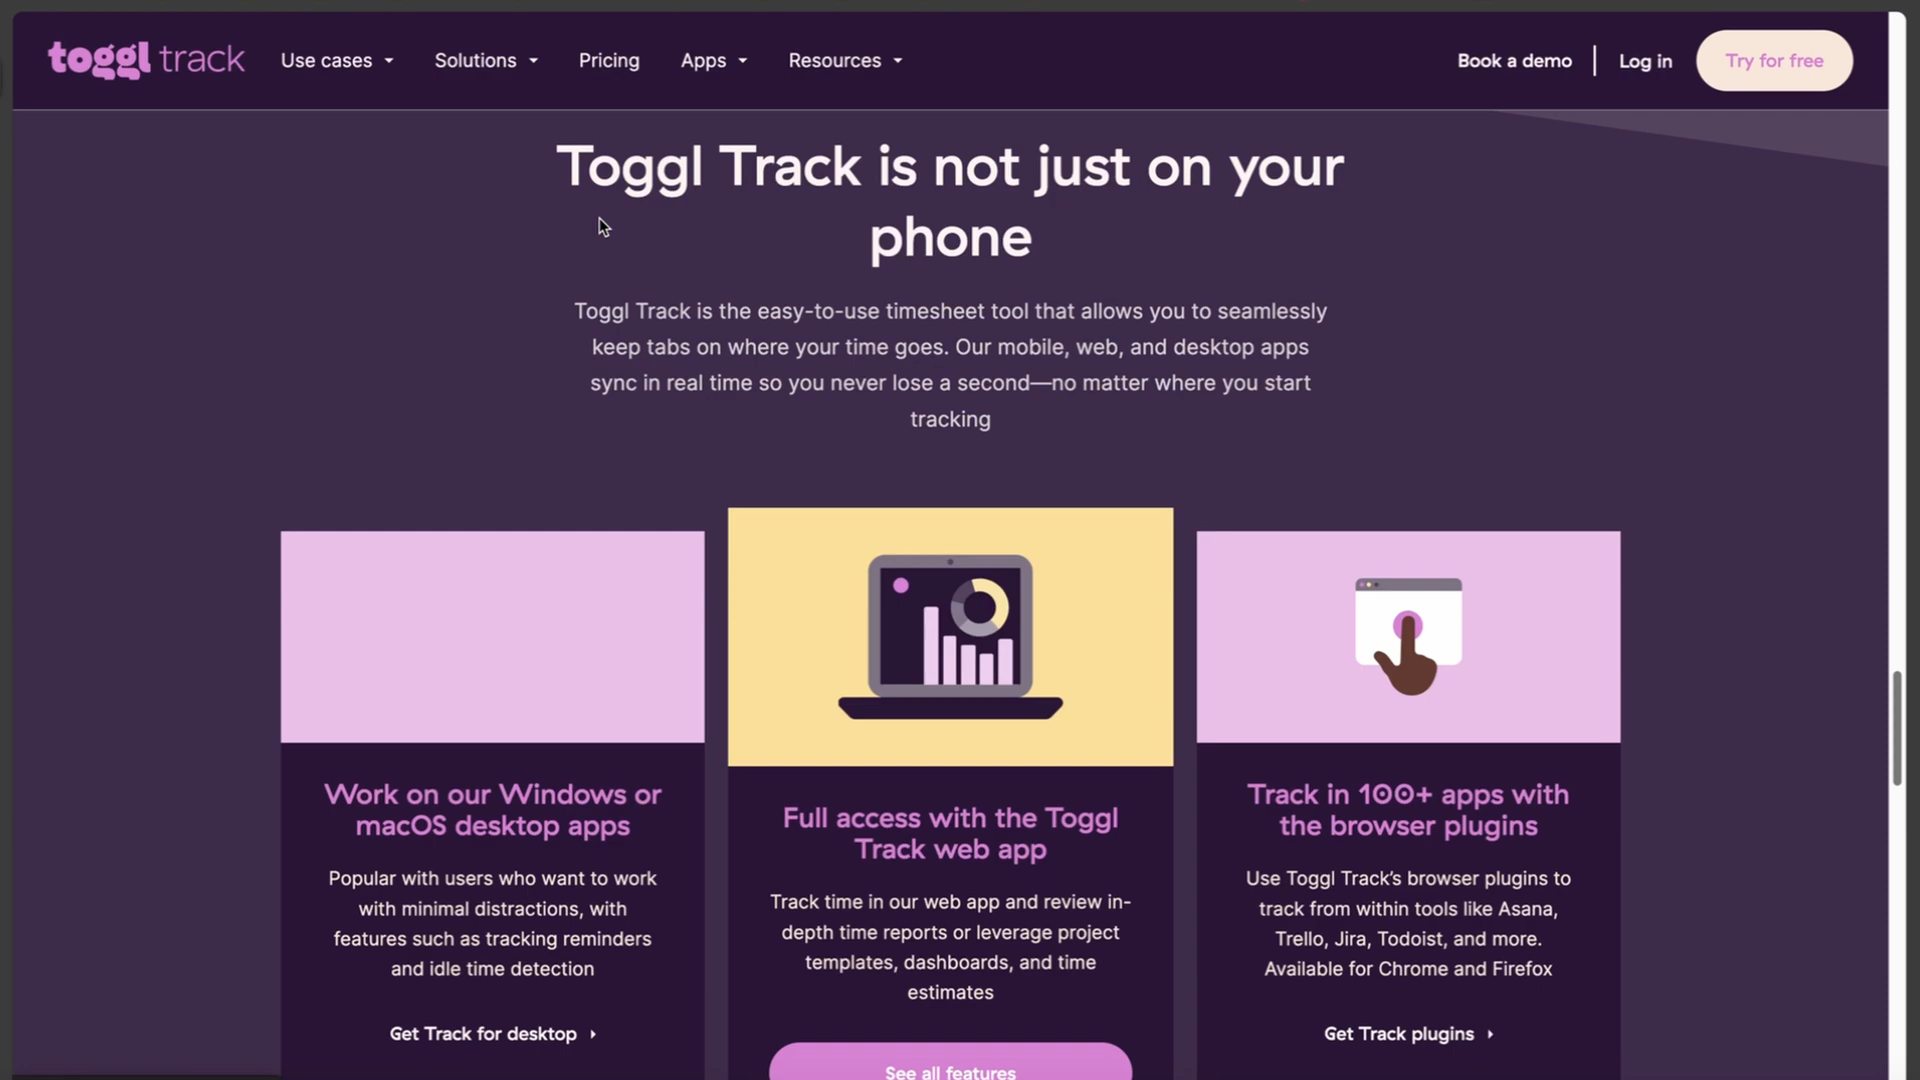 toggl track
Use cases
Solutions
Pricing
Apps
Resources
Book a demo
Log in
Try for free
Toggl Track is not just on your
phone
Toggl Track is the easy-to-use timesheet tool that allows you to seamlessly
keep tabs on where your time goes. Our mobile, web, and desktop apps
sync in real time so you never lose a second—no matter where you start
tracking
Work on our Windows or
macOS desktop apps
Popular with users who want to work
with minimal distractions, with
features such as tracking reminders
and idle time detection
Get Track for desktop
Full access with the Toggl
Track web app
Track time in our web app and review in-
depth time reports or leverage project
templates, dashboards, and time
estimates
See all features
Track in 100+ apps with
the browser plugins
Use Toggl Track’s browser plugins to
track from within tools like Asana,
Trello, Jira, Todoist, and more.
Available for Chrome and Firefox
Get Track plugins